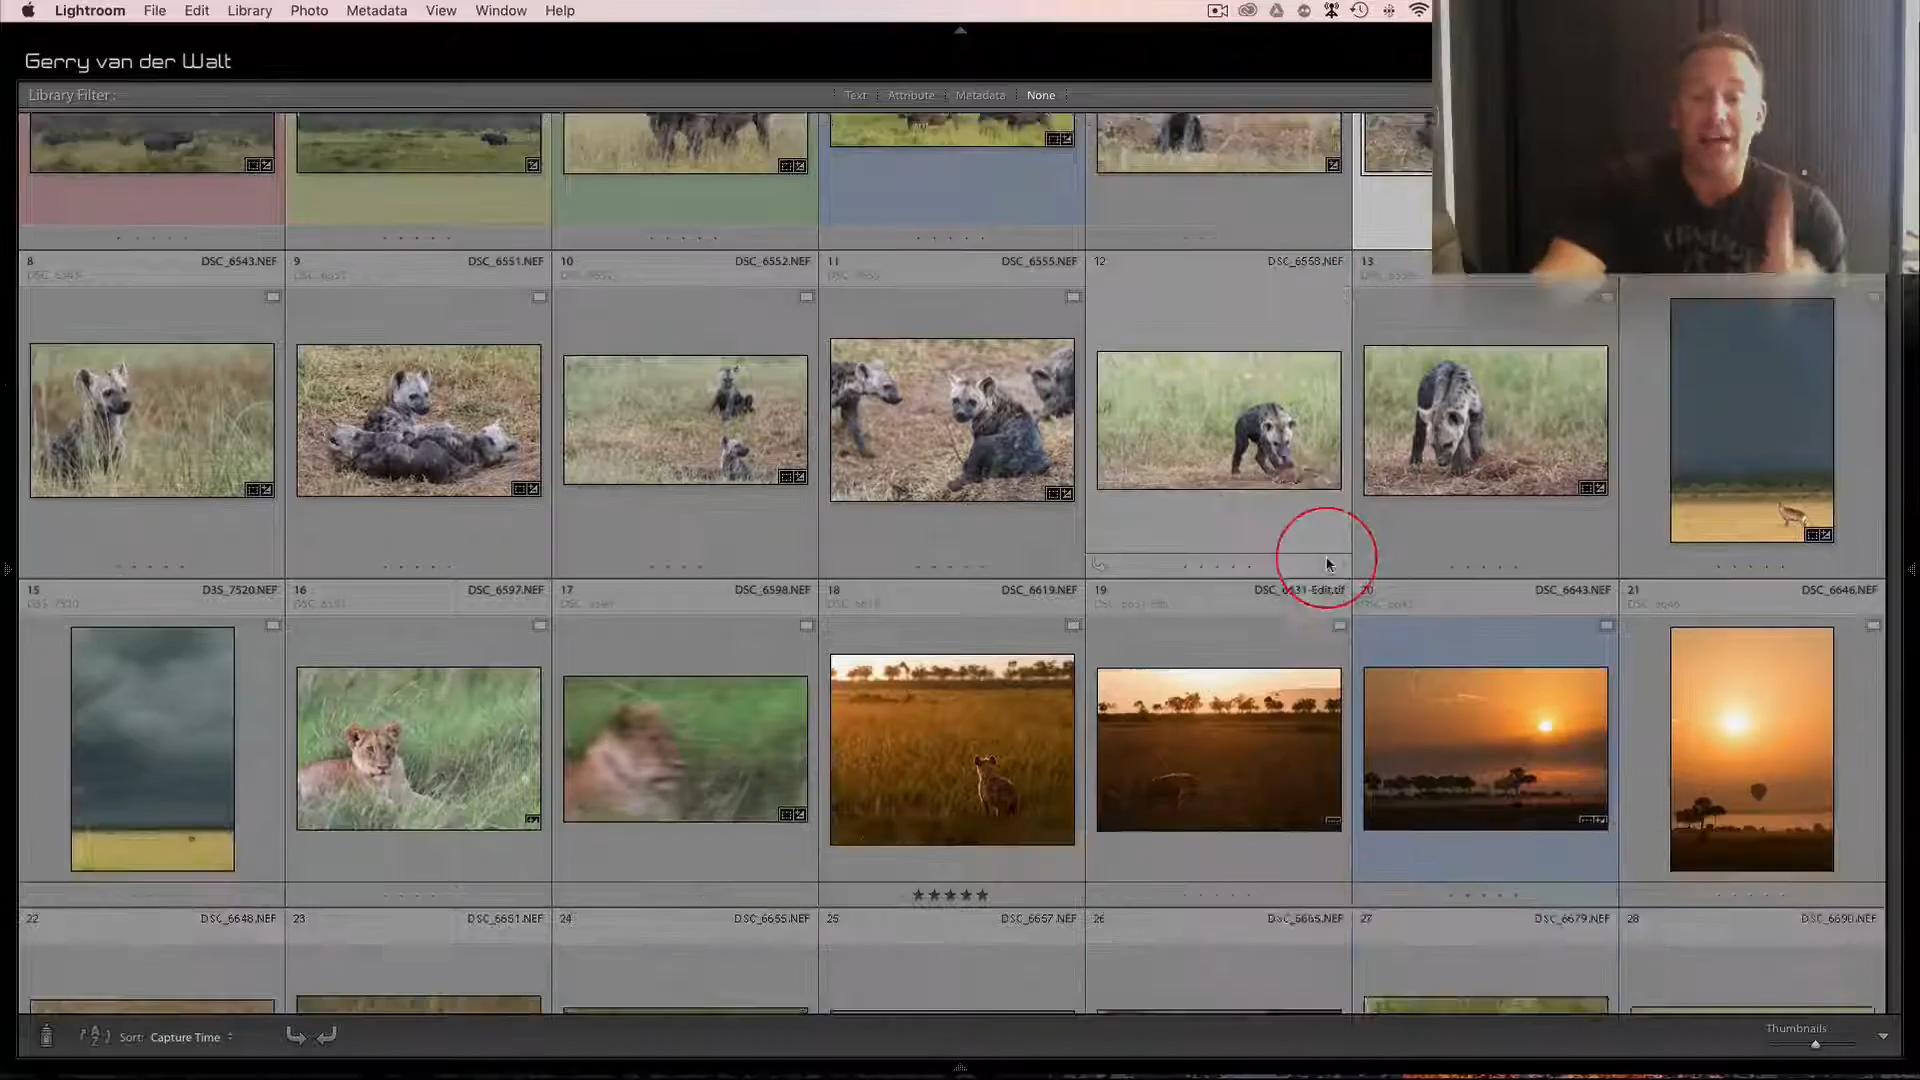 Lightroom File Edit Library Photo Metadata View Window Help
Gerry van der Walt
Library Filter : Text Attribute Metadata None
8 DSC_6543.NEF 9 DSC_6551.NEF 10 DSC_6552.NEF 11 DSC_6555.NEF 12 DSC_6558.NEF 13
15 D3S_7520.NEF 16 DSC_6597.NEF 17 DSC_6598.NEF 18 DSC_6619.NEF 19 DSC_6631-Edit.tif 20 DSC_6643.NEF 21 DSC_6646.NEF
D3S_7520
22 DSC_6648.NEF 23 DSC_6651.NEF 24 DSC_6655.NEF 25 DSC_6657.NEF 26 DSC_6665.NEF 27 DSC_6679.NEF 28 DSC_6690.NEF
Sort: Capture Time Thumbnails